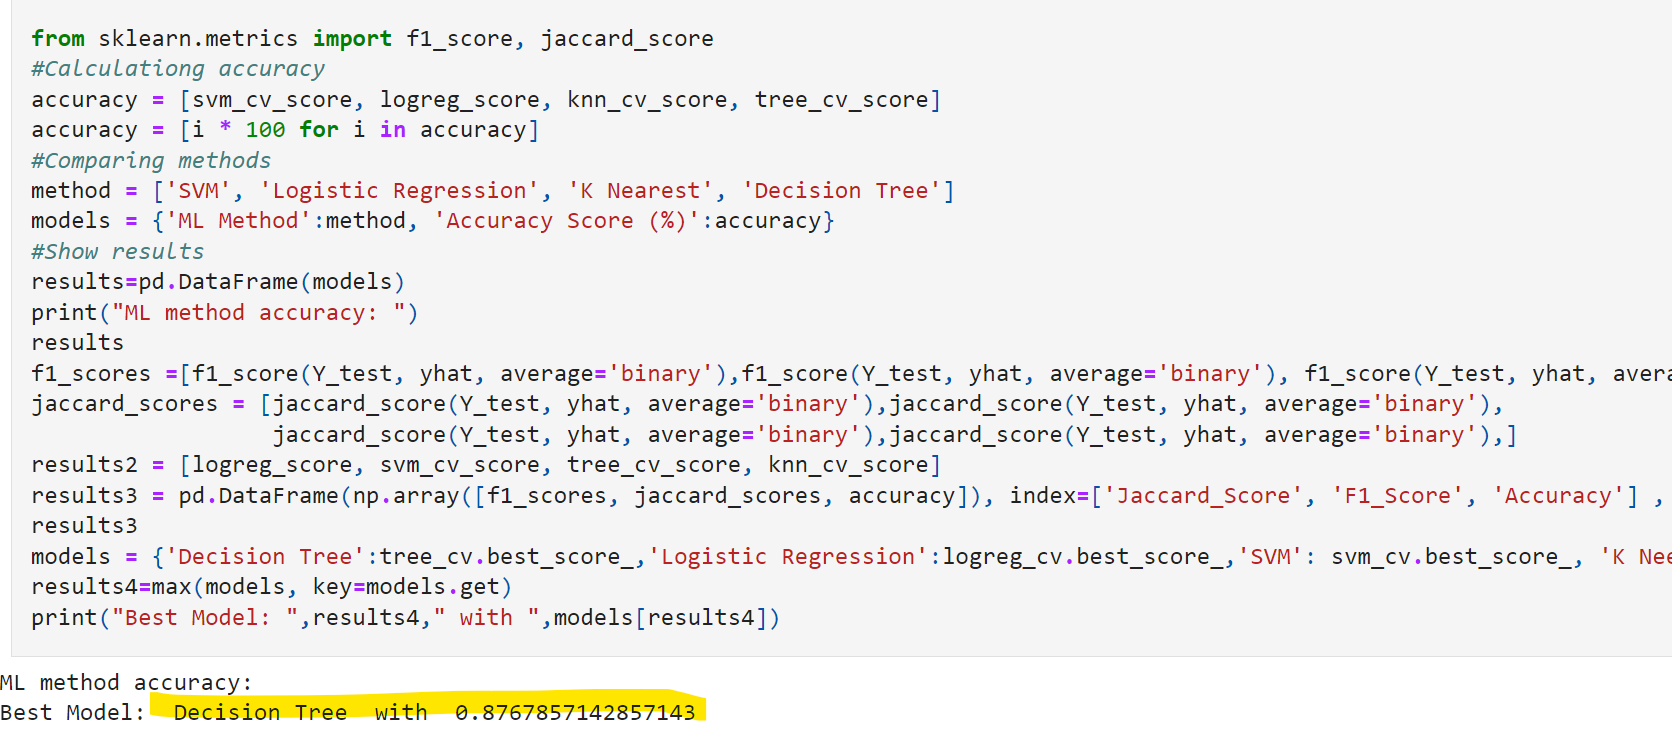 from sklearn.metrics import f1_score, jaccard_score
#Calculationg accuracy
accuracy = [svm_cv_score, logreg_score, knn_cv_score, tree_cv_score]
accuracy = [i * 100 for i in accuracy]
#Comparing methods
method = ['SVM', 'Logistic Regression', 'K Nearest', 'Decision Tree']
models = {'ML Method':method, 'Accuracy Score (%)':accuracy}
#Show results
results=pd.DataFrame(models)
print("ML method accuracy: ")
results
f1_scores =[f1_score(Y_test, yhat, average='binary'),f1_score(Y_test, yhat, average='binary'), f1_score(Y_test, yhat, avera
jaccard_scores = [jaccard_score(Y_test, yhat, average='binary'),jaccard_score(Y_test, yhat, average='binary'),
jaccard_score(Y_test, yhat, average='binary'),jaccard_score(Y_test, yhat, average='binary'),]
results2 = [logreg_score, svm_cv_score, tree_cv_score, knn_cv_score]
results3 = pd.DataFrame(np.array([f1_scores, jaccard_scores, accuracy]), index=['Jaccard_Score', 'F1_Score', 'Accuracy'] ,
results3
models = {'Decision Tree':tree_cv.best_score_,'Logistic Regression':logreg_cv.best_score_,'SVM': svm_cv.best_score_, 'K Nee
results4=max(models, key=models.get)
print("Best Model: ",results4," with ",models[results4])
ML method accuracy:
Best Model:  Decision Tree  with  0.8767857142857143